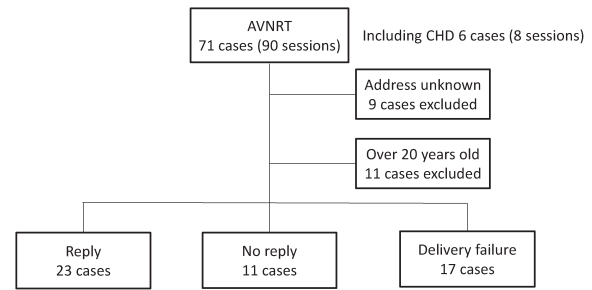 AVNRT
71 cases (90 sessions)
Including CHD 6 cases (8 sessions)
Address unknown
9 cases excluded
Over 20 years old
11 cases excluded
Reply
23 cases
No reply
11 cases
Delivery failure
17 cases